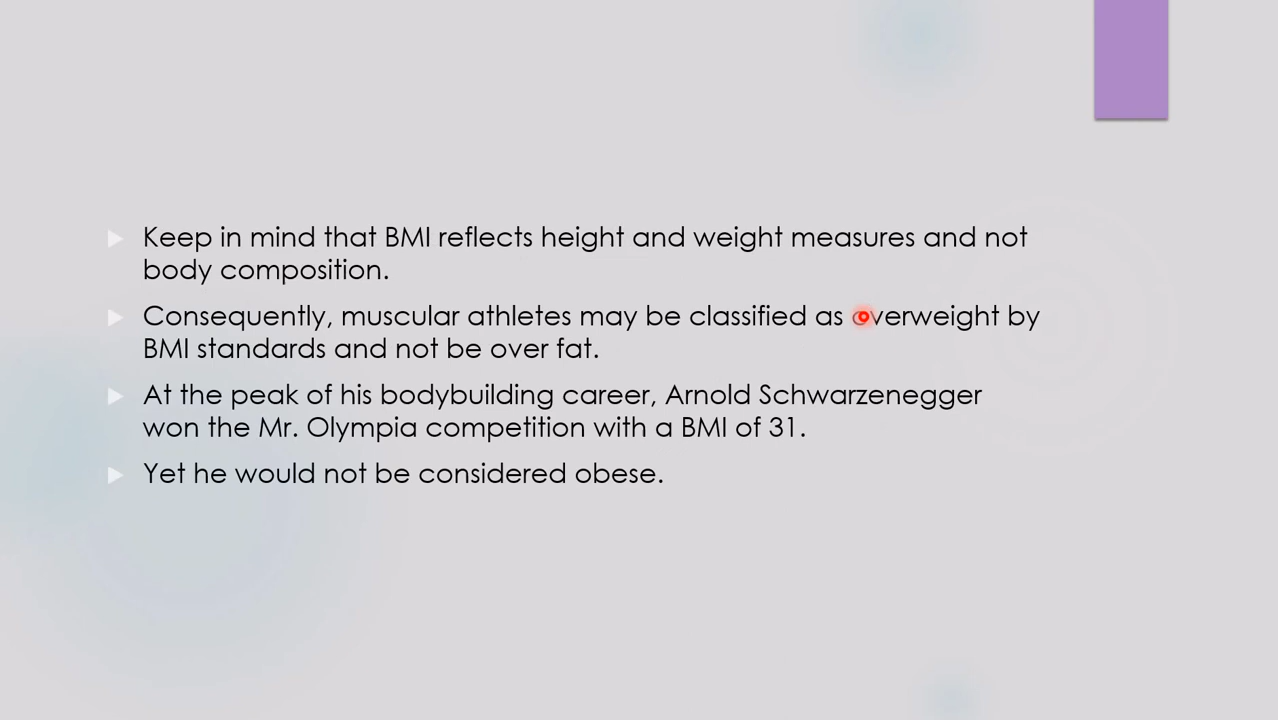 Keep in mind that BMI reflects height and weight measures and not
body composition.
Consequently, muscular athletes may be classified as overweight by
BMI standards and not be over fat.
At the peak of his bodybuilding career, Arnold Schwarzenegger
won the Mr. Olympia competition with a BMI of 31.
Yet he would not be considered obese.